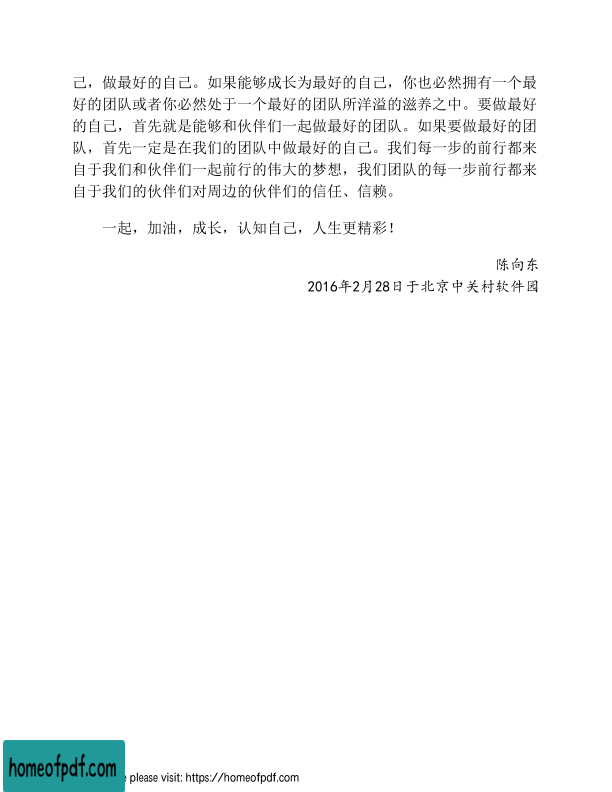 己，做最好的自己。如果能够成长为最好的自己，你也必然拥有一个最
好的团队或者你必然处于一个最好的团队所洋溢的滋养之中。要做最好
的自己，首先就是能够和伙伴们一起做最好的团队。如果要做最好的团
队，首先一定是在我们的团队中做最好的自己。我们每一步的前行都来
自于我们和伙伴们一起前行的伟大的梦想，我们团队的每一步前行都来
自于我们的伙伴们对周边的伙伴们的信任、信赖。
一起，加油，成长，认知自己，人生更精彩！
陈向东
2016年2月28日于北京中关村软件园
homeofpdf.com
please visit: https://homeofpdf.com